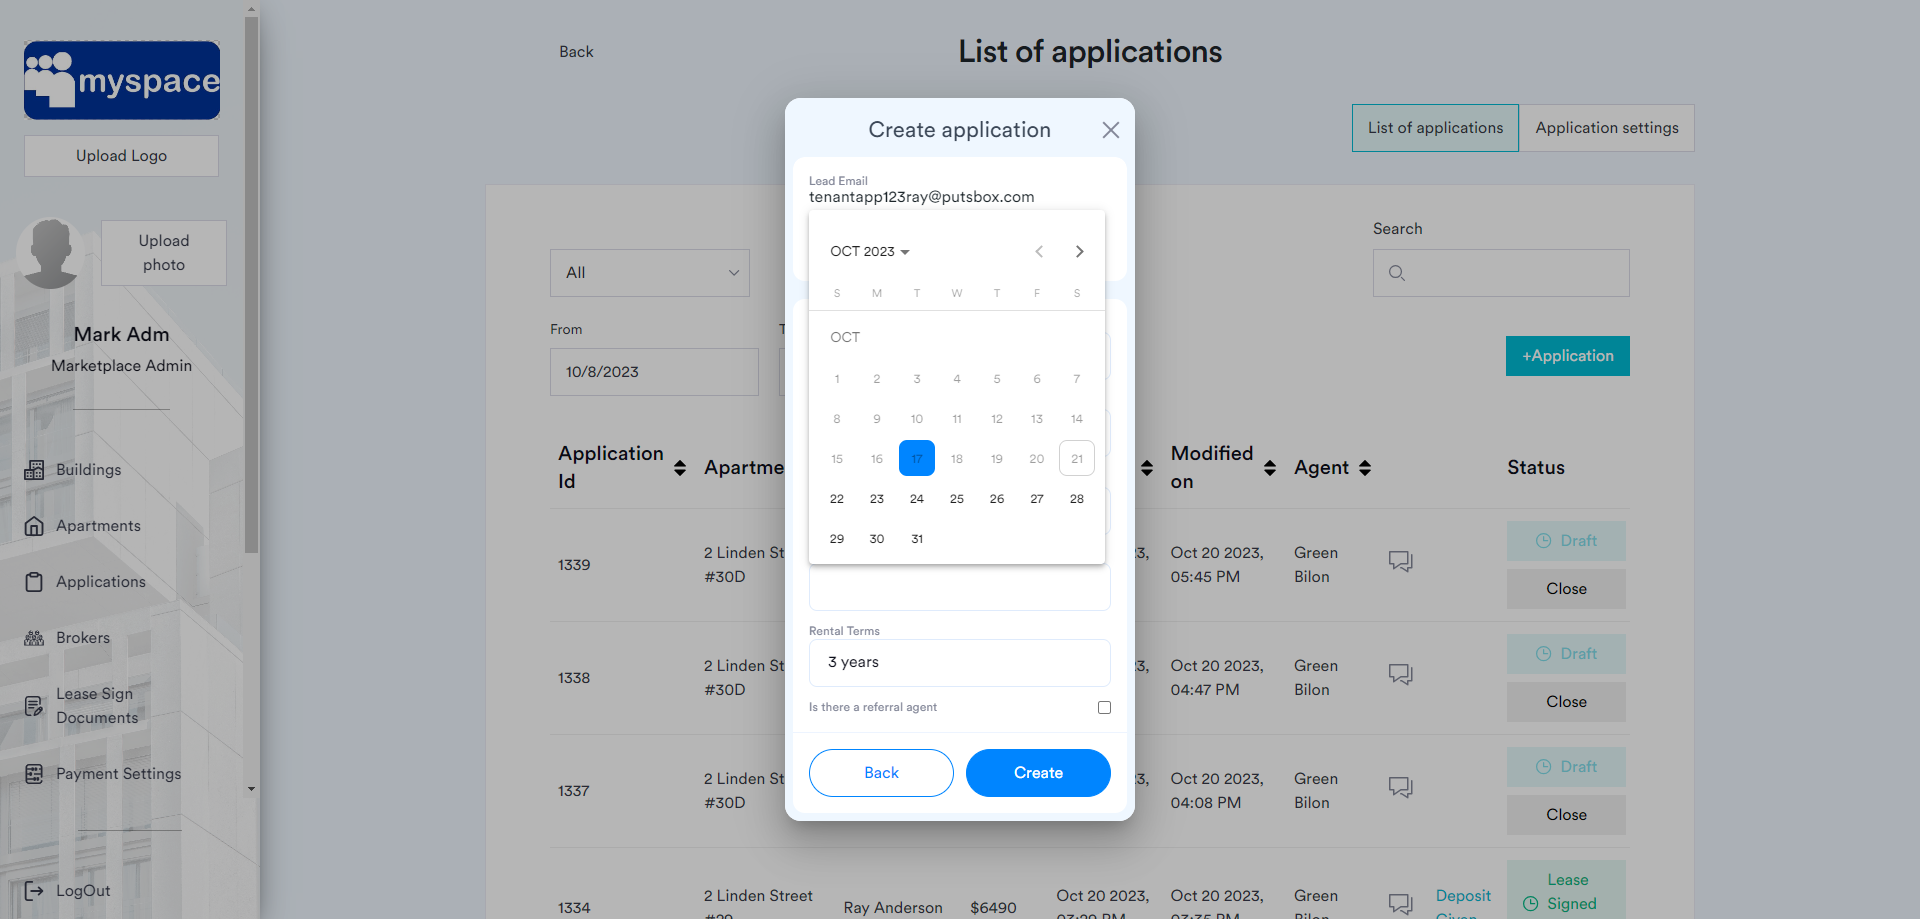 myspace
Upload Logo
Upload
photo
Mark Adm
Marketplace Admin
Buildings
Apartments
Applications
Brokers
Lease Sign
Documents
Payment Settings
LogOut
Back
List of applications
List of applications
Application settings
All
Search
From
10/8/2023
+Application
Application
Id
Apartme
Modified
on
Agent
Status
1339
2 Linden St
#30D
3,
Oct 20 2023,
05:45 PM
Green
Bilon
Draft
Close
1338
2 Linden St
#30D
3,
Oct 20 2023,
04:47 PM
Green
Bilon
Draft
Close
1337
2 Linden St
#30D
3,
Oct 20 2023,
04:08 PM
Green
Bilon
Draft
Close
1334
2 Linden Street
Ray Anderson
$6490
Oct 20 2023,
Oct 20 2023,
Green
Deposit
Lease
Signed
Create application
Lead Email
tenantapp123ray@putsbox.com
OCT 2023
S M T W T F S
OCT
1 2 3 4 5 6 7
8 9 10 11 12 13 14
15 16 17 18 19 20 21
22 23 24 25 26 27 28
29 30 31
Rental Terms
3 years
Is there a referral agent
Back
Create